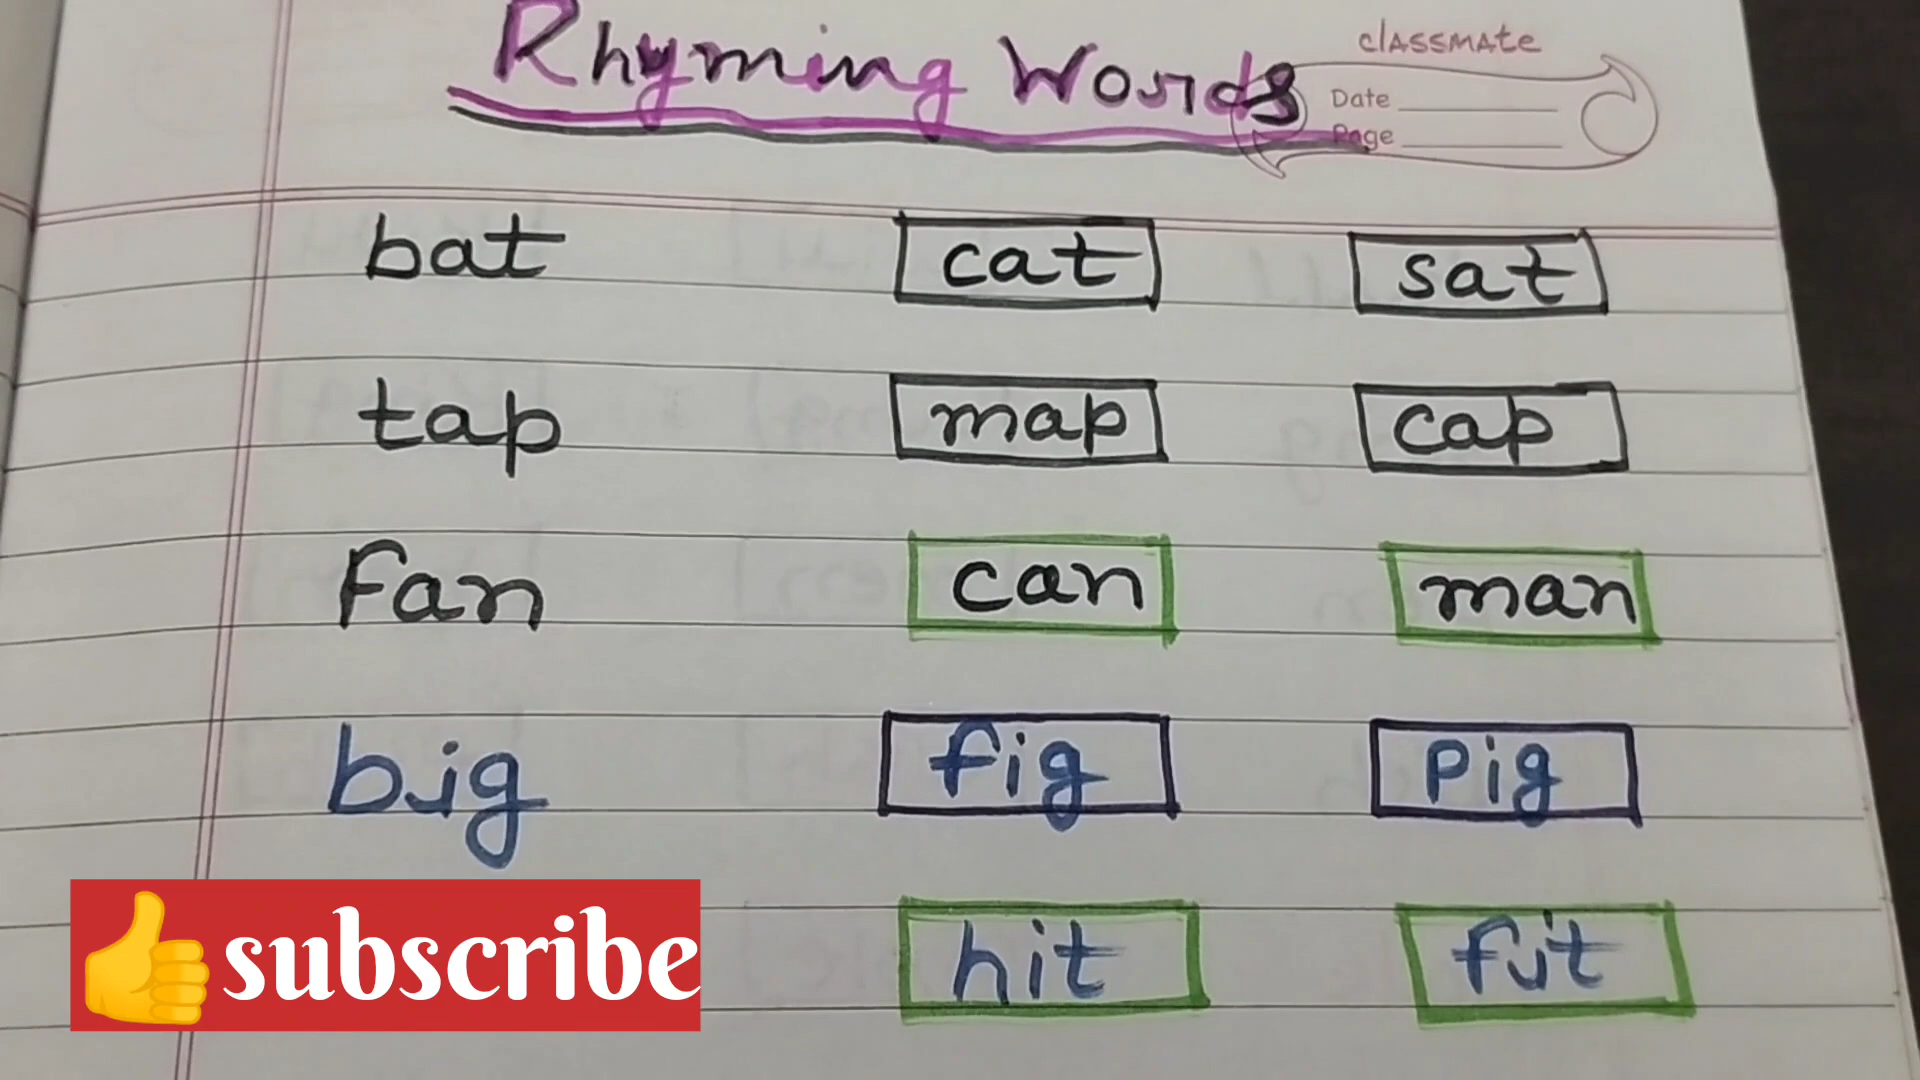 Rhyming Words
classmate
Date
Page
bat cat sat
tap map cap
Fan can man
big fig pig
hit fit
👍subscribe